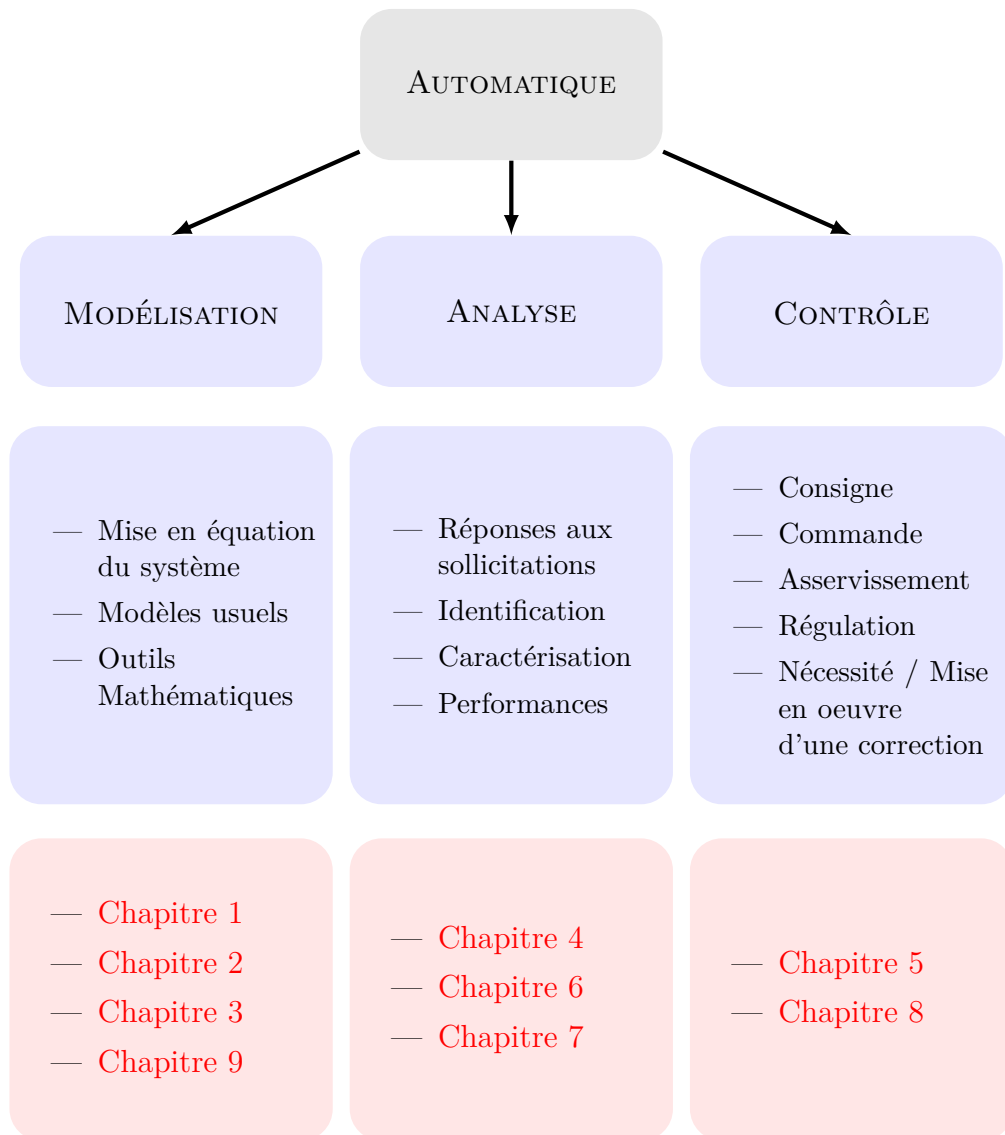 AUTOMATIQUE
MODÉLISATION
ANALYSE
CONTRÔLE
— Mise en équation
du système
— Modèles usuels
— Outils
Mathématiques
— Réponses aux
sollicitations
— Identification
— Caractérisation
— Performances
— Consigne
— Commande
— Asservissement
— Régulation
— Nécessité / Mise
en oeuvre
d'une correction
— Chapitre 1
— Chapitre 2
— Chapitre 3
— Chapitre 9
— Chapitre 4
— Chapitre 6
— Chapitre 7
— Chapitre 5
— Chapitre 8